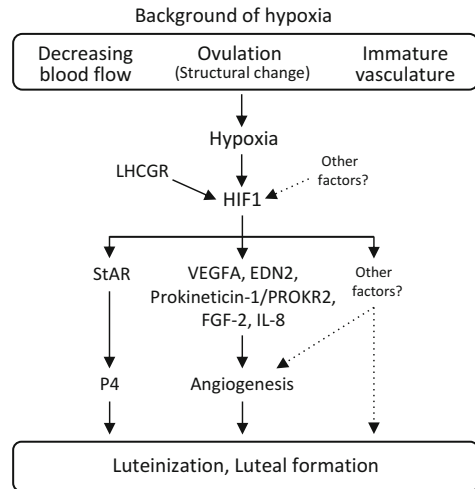 Background of hypoxia
Decreasing blood flow
Ovulation (Structural change)
Immature vasculature
Hypoxia
LHCGR
Other factors?
HIF1
StAR
VEGFA, EDN2,
Prokineticin-1/PROKR2,
FGF-2, IL-8
Other factors?
P4
Angiogenesis
Luteinization, Luteal formation